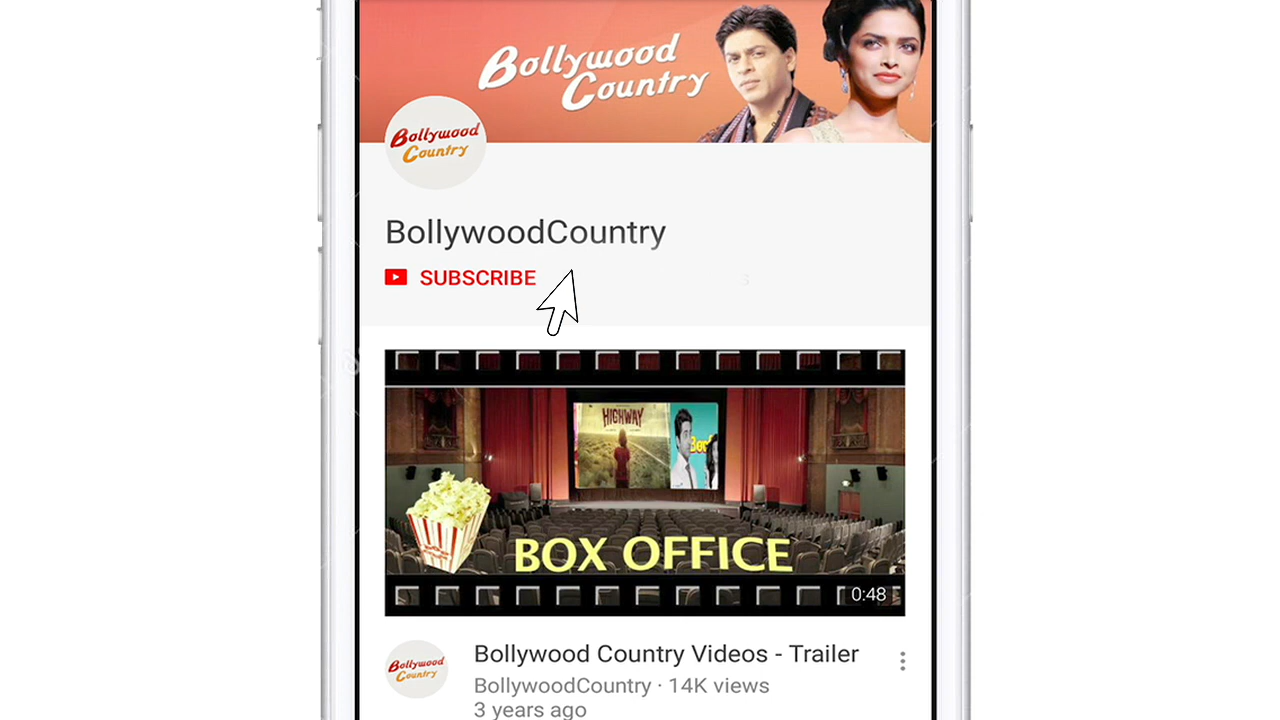 Bollywood
Country
Bollywood
Country
BollywoodCountry
SUBSCRIBE
HIGHWAY
BOX OFFICE
0:48
Bollywood
Country
Bollywood Country Videos - Trailer
BollywoodCountry · 14K views
3 years ago